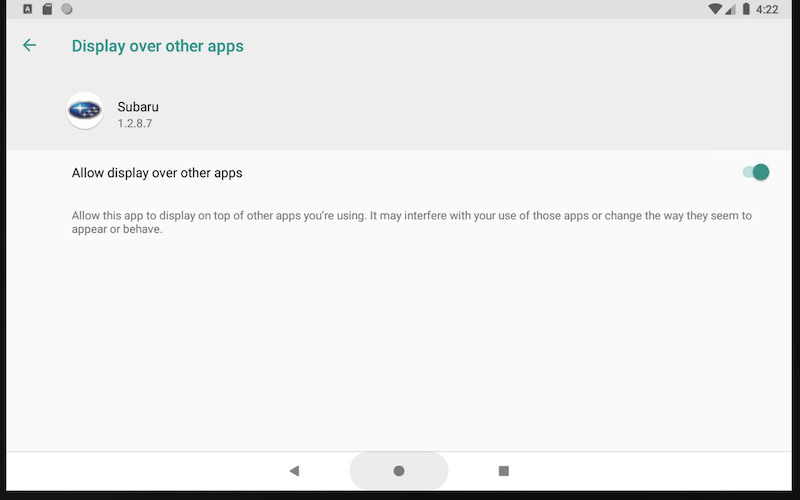 4:22
Display over other apps
Subaru
1.2.8.7
Allow display over other apps
Allow this app to display on top of other apps you're using. It may interfere with your use of those apps or change the way they seem to
appear or behave.